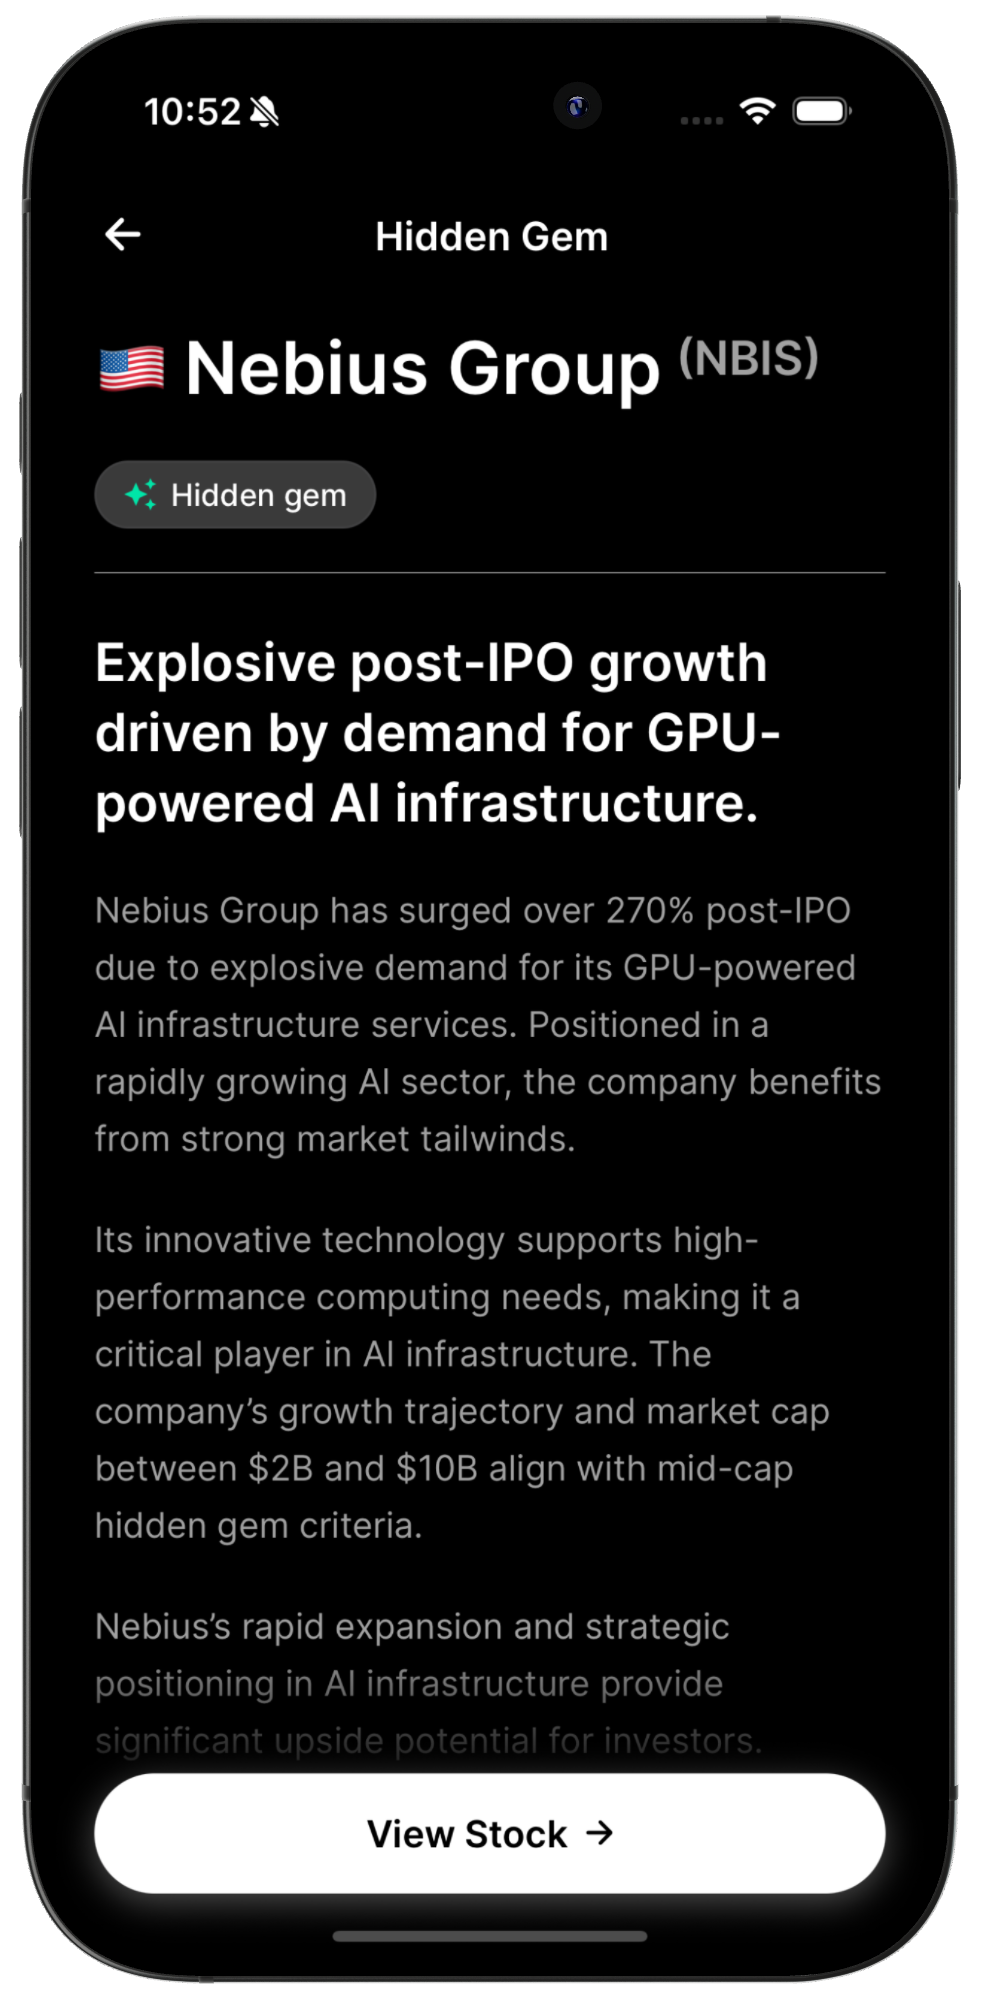 10:52
Hidden Gem
Nebius Group (NBIS)
Hidden gem
Explosive post-IPO growth
driven by demand for GPU-
powered AI infrastructure.
Nebius Group has surged over 270% post-IPO
due to explosive demand for its GPU-powered
AI infrastructure services. Positioned in a
rapidly growing AI sector, the company benefits
from strong market tailwinds.
Its innovative technology supports high-
performance computing needs, making it a
critical player in AI infrastructure. The
company’s growth trajectory and market cap
between $2B and $10B align with mid-cap
hidden gem criteria.
Nebius’s rapid expansion and strategic
positioning in AI infrastructure provide
significant upside potential for investors.
View Stock →